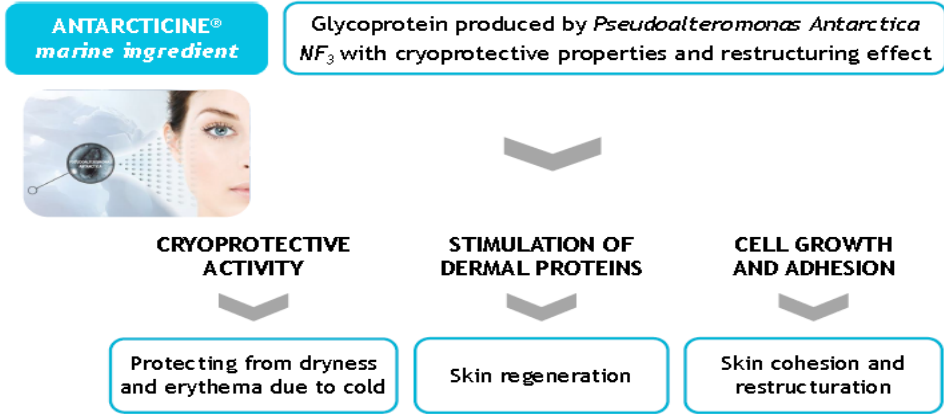 ANTARCTICINE®
marine ingredient
Glycoprotein produced by Pseudoalteromonas Antarctica
NF3 with cryoprotective properties and restructuring effect
CRYOPROTECTIVE
ACTIVITY
STIMULATION OF
DERMAL PROTEINS
CELL GROWTH
AND ADHESION
Protecting from dryness
and erythema due to cold
Skin regeneration
Skin cohesion and
restructuration